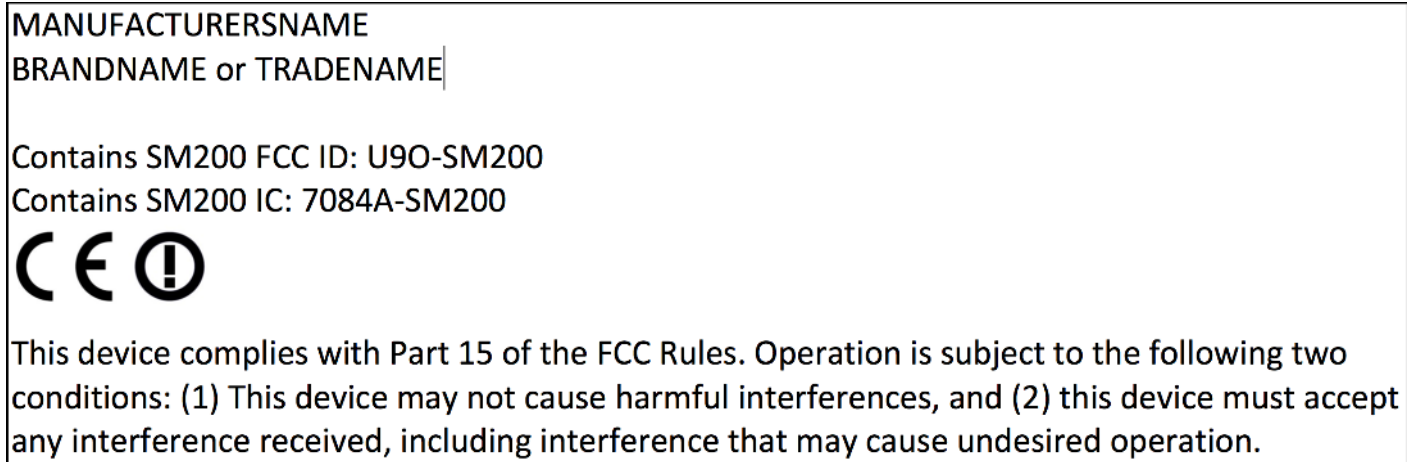 MANUFACTURERSNAME
BRANDNAME or TRADENAME
Contains SM200 FCC ID: U9O-SM200
Contains SM200 IC: 7084A-SM200
CE
This device complies with Part 15 of the FCC Rules. Operation is subject to the following two
conditions: (1) This device may not cause harmful interferences, and (2) this device must accept
any interference received, including interference that may cause undesired operation.